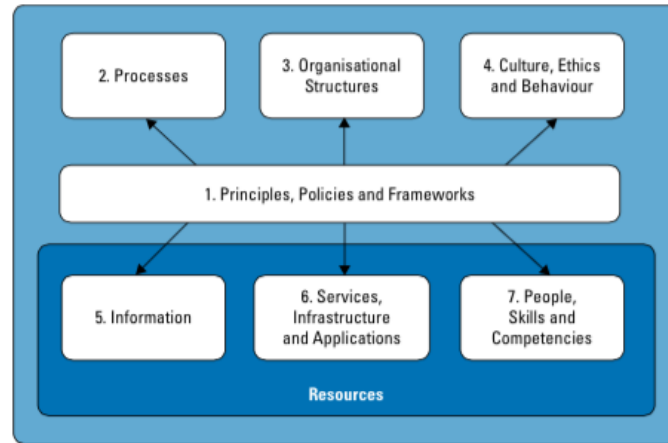 2. Processes
3. Organisational
Structures
4. Culture, Ethics
and Behaviour
1. Principles, Policies and Frameworks
5. Information
6. Services,
Infrastructure
and Applications
7. People,
Skills and
Competencies
Resources